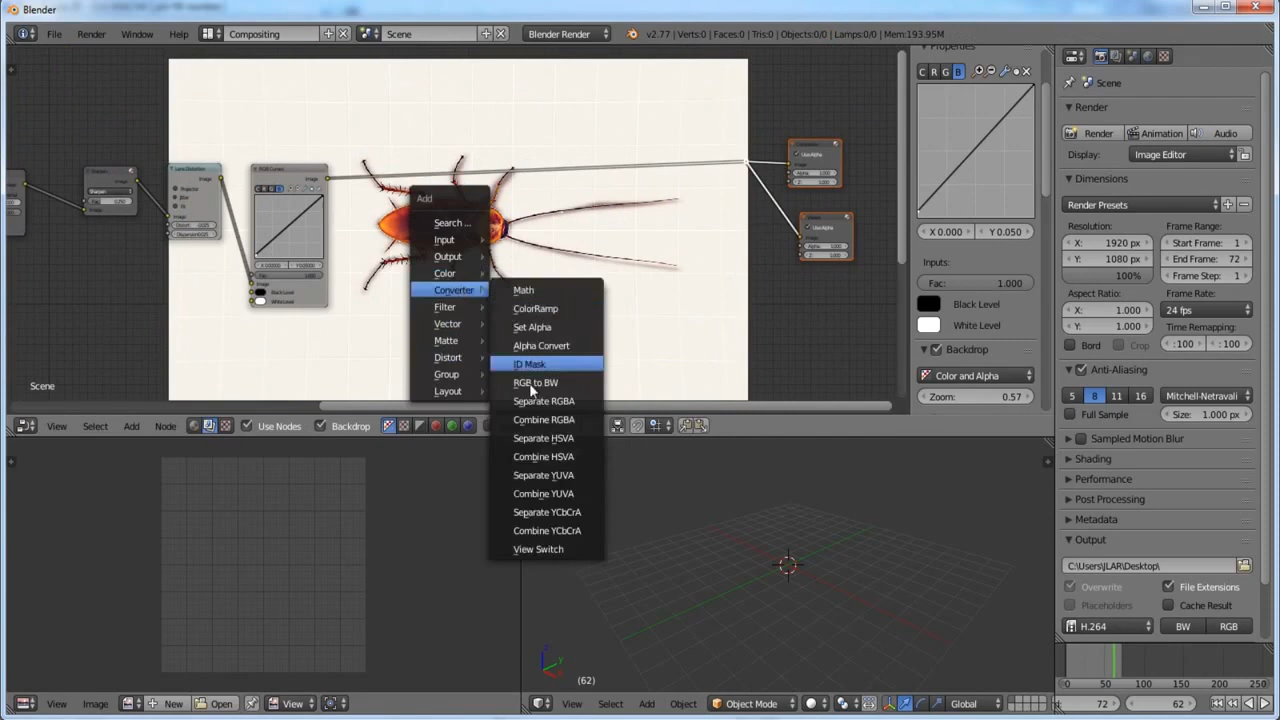 Blender
File Render Window Help Compositing Scene Blender Render v2.77 | Verts:0 | Faces:0 | Tris:0 | Objects:0/0 | Lamps:0/0 | Mem:193.95M
Properties
C R G B
X 0.000 Y 0.050
Inputs:
Fac: 1.000
Black Level
White Level
Backdrop
Color and Alpha
Zoom: 0.57
Lens Distortion
RGB Curves
Add
Search ...
Input
Output
Color
Converter
Filter
Vector
Matte
Distort
Group
Layout
Math
ColorRamp
Set Alpha
Alpha Convert
ID Mask
RGB to BW
Separate RGBA
Combine RGBA
Separate HSVA
Combine HSVA
Separate YUVA
Combine YUVA
Separate YCbCrA
Combine YCbCrA
View Switch
Scene
View Select Add Node Use Nodes Backdrop
Scene
Render
Render Animation Audio
Display: Image Editor
Dimensions
Render Presets
Resolution: Frame Range:
X: 1920 px Start Frame: 1
Y: 1080 px End Frame: 72
100% Frame Step: 1
Aspect Ratio: Frame Rate:
X: 1.000 24 fps
Y: 1.000 Time Remapping:
Bord Crop : 100 : 100
Anti-Aliasing
5 8 11 16 Mitchell-Netravali
Full Sample Size: 1.000 px
Sampled Motion Blur
Shading
Performance
Post Processing
Metadata
Output
C:\Users\JLAR\Desktop\
Overwrite File Extensions
Placeholders Cache Result
H.264 BW RGB
0 50 100 150 200 250
(62)
View Image New Open View
View Select Add Object Object Mode Global
72 62